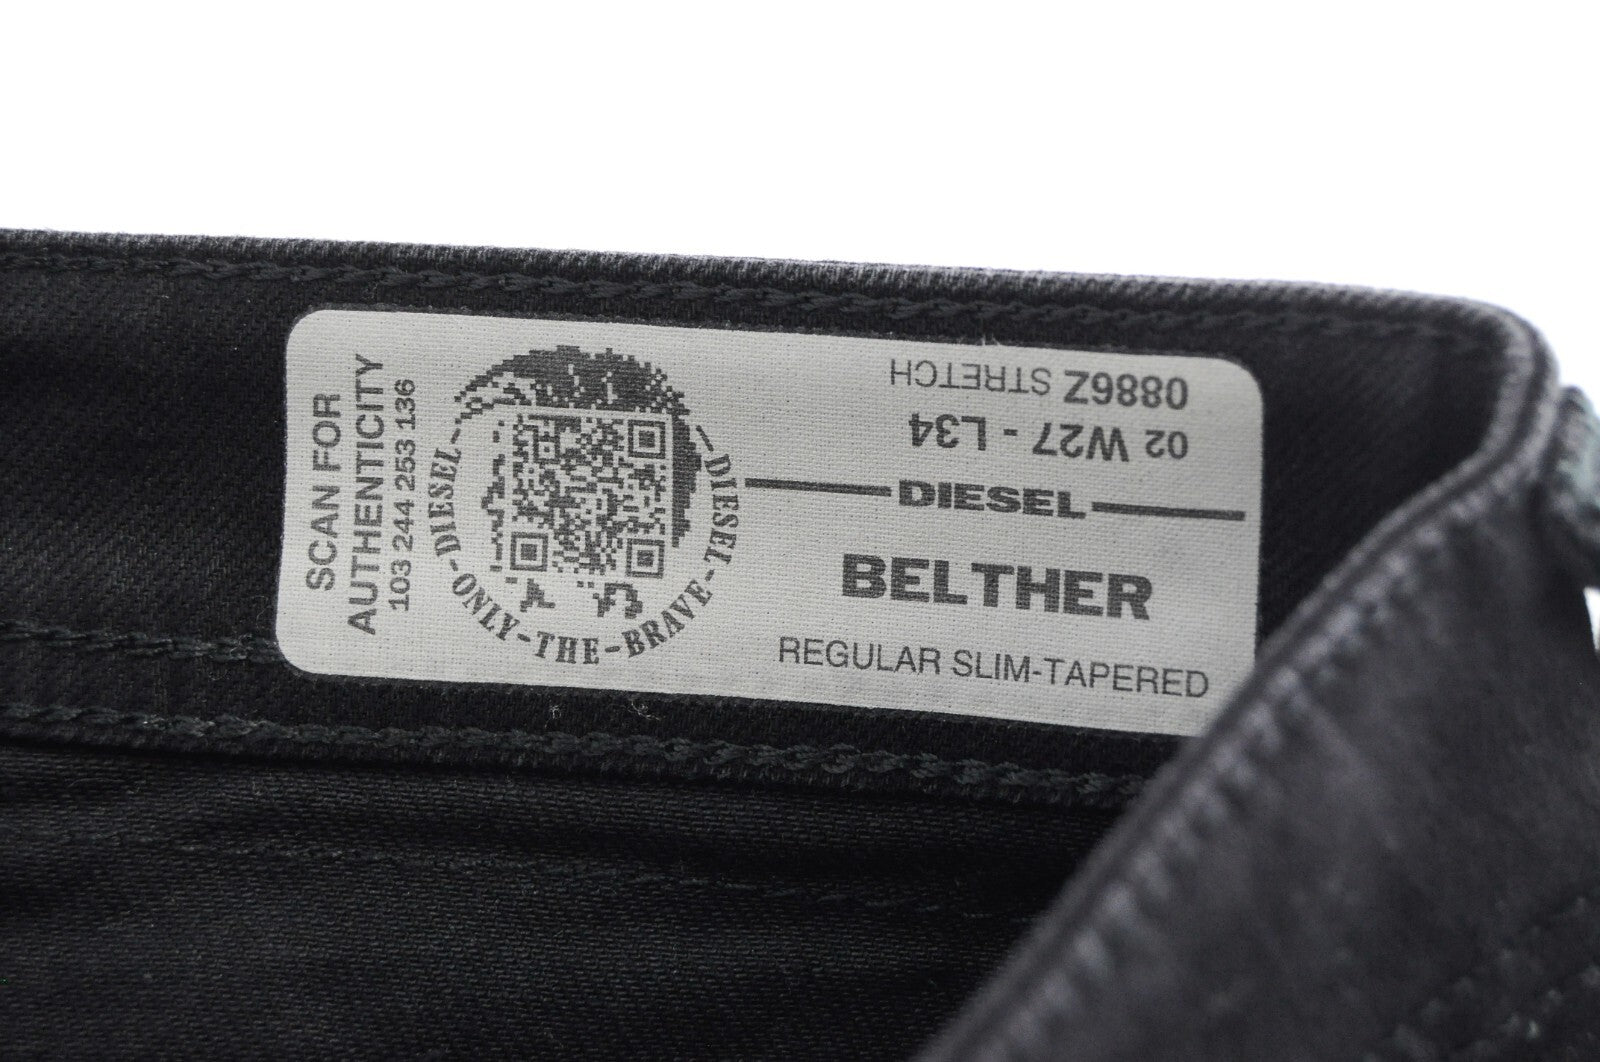 SCAN FOR
AUTHENTICITY
103 244 253 136
DIESEL-ONLY-THE-BRAVE-DIESEL
0886Z STRETCH
02 W27 - L34
DIESEL
BELTHER
REGULAR SLIM-TAPERED